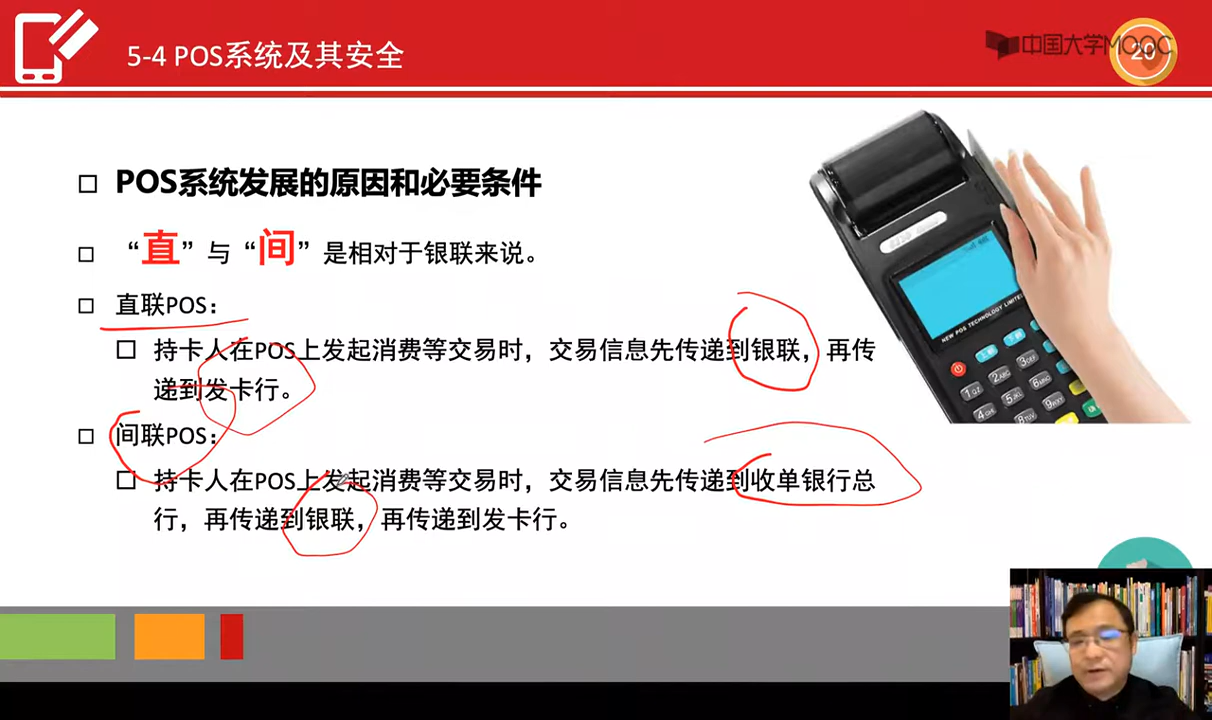 5-4 POS系统及其安全
中国大学MOOC
20
POS系统发展的原因和必要条件
“直”与“间”是相对于银联来说。
直联POS：
持卡人在POS上发起消费等交易时，交易信息先传递到银联，再传
递到发卡行。
间联POS：
持卡人在POS上发起消费等交易时，交易信息先传递到收单银行总
行，再传递到银联，再传递到发卡行。
NEW POS TECHNOLOGY LIMITED